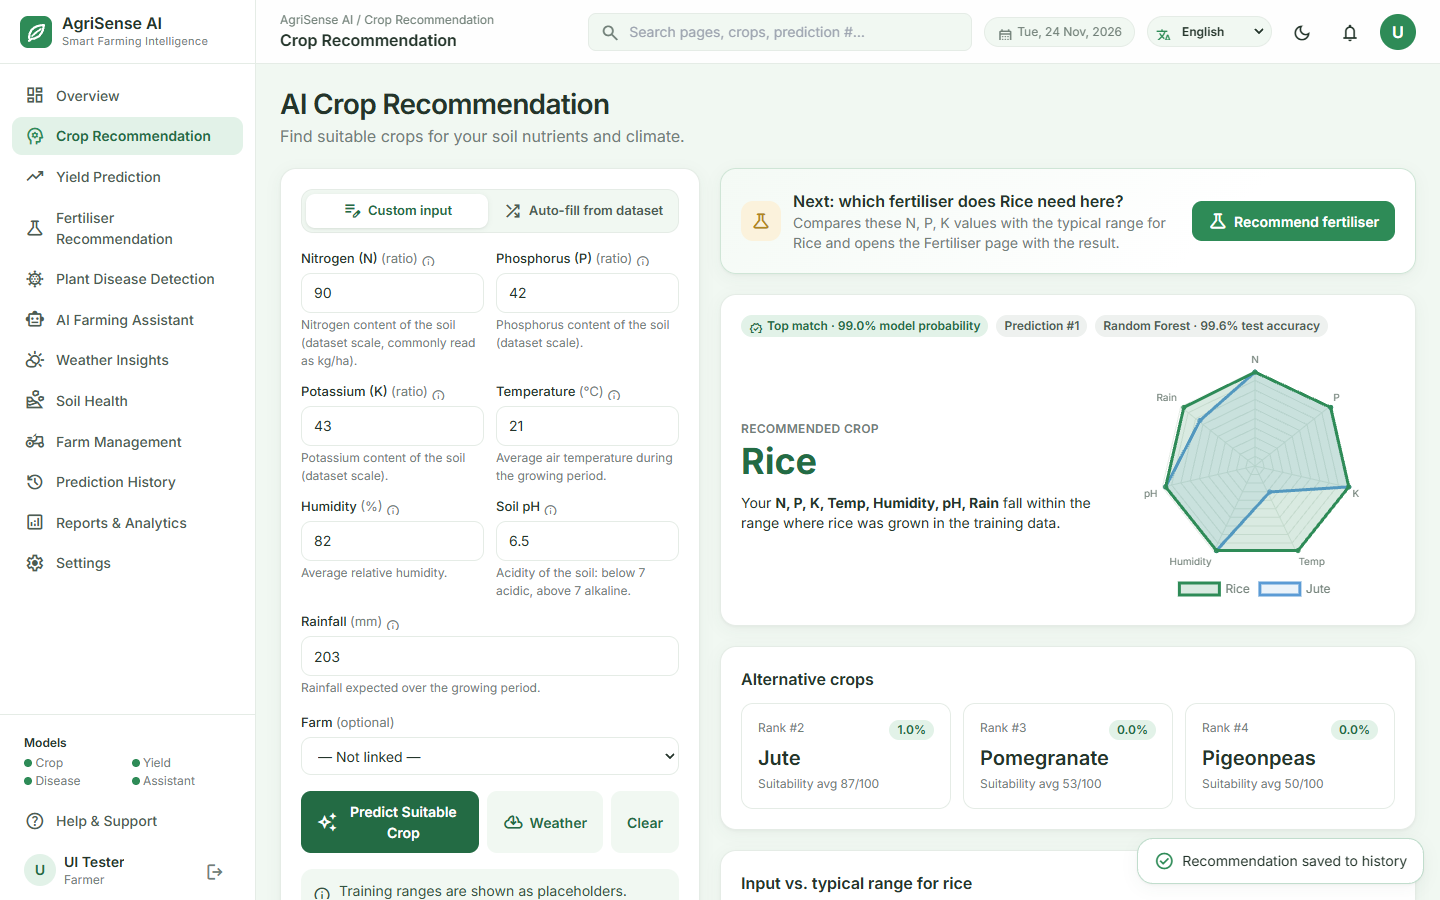 AgriSense AI
Smart Farming Intelligence
AgriSense AI / Crop Recommendation
Crop Recommendation
Search pages, crops, prediction #...
Tue, 24 Nov, 2026
English
U
Overview
Crop Recommendation
Yield Prediction
Fertiliser
Recommendation
Plant Disease Detection
AI Farming Assistant
Weather Insights
Soil Health
Farm Management
Prediction History
Reports & Analytics
Settings
Models
Crop
Yield
Disease
Assistant
Help & Support
U
UI Tester
Farmer
AI Crop Recommendation
Find suitable crops for your soil nutrients and climate.
Custom input
Auto-fill from dataset
Nitrogen (N) (ratio)
90
Nitrogen content of the soil
(dataset scale, commonly read
as kg/ha).
Phosphorus (P) (ratio)
42
Phosphorus content of the soil
(dataset scale).
Potassium (K) (ratio)
43
Potassium content of the soil
(dataset scale).
Temperature (°C)
21
Average air temperature during
the growing period.
Humidity (%)
82
Average relative humidity.
Soil pH
6.5
Acidity of the soil: below 7
acidic, above 7 alkaline.
Rainfall (mm)
203
Rainfall expected over the growing period.
Farm (optional)
— Not linked —
Predict Suitable
Crop
Weather
Clear
Training ranges are shown as placeholders.
Next: which fertiliser does Rice need here?
Compares these N, P, K values with the typical range for
Rice and opens the Fertiliser page with the result.
Recommend fertiliser
Top match · 99.0% model probability
Prediction #1
Random Forest · 99.6% test accuracy
RECOMMENDED CROP
Rice
Your N, P, K, Temp, Humidity, pH, Rain fall within the
range where rice was grown in the training data.
N
P
K
Temp
Humidity
pH
Rain
Rice
Jute
Alternative crops
Rank #2
1.0%
Jute
Suitability avg 87/100
Rank #3
0.0%
Pomegranate
Suitability avg 53/100
Rank #4
0.0%
Pigeonpeas
Suitability avg 50/100
Input vs. typical range for rice
Recommendation saved to history